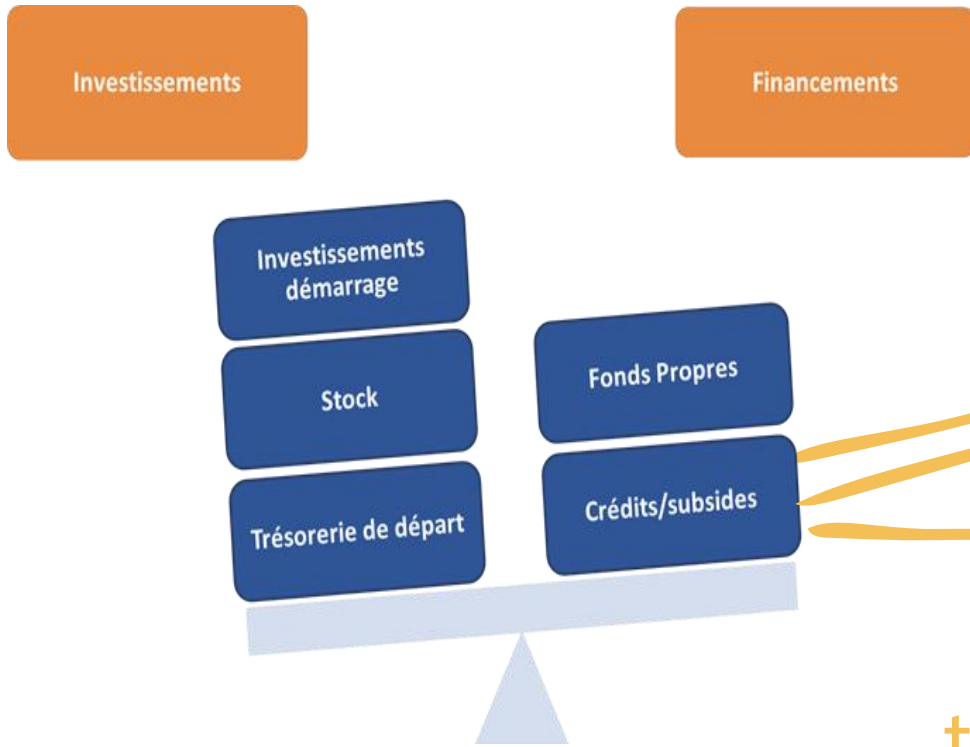 Investissements
Financements
Investissements
démarrage
Stock
Trésorerie de départ
Fonds Propres
Crédits/subsides
+